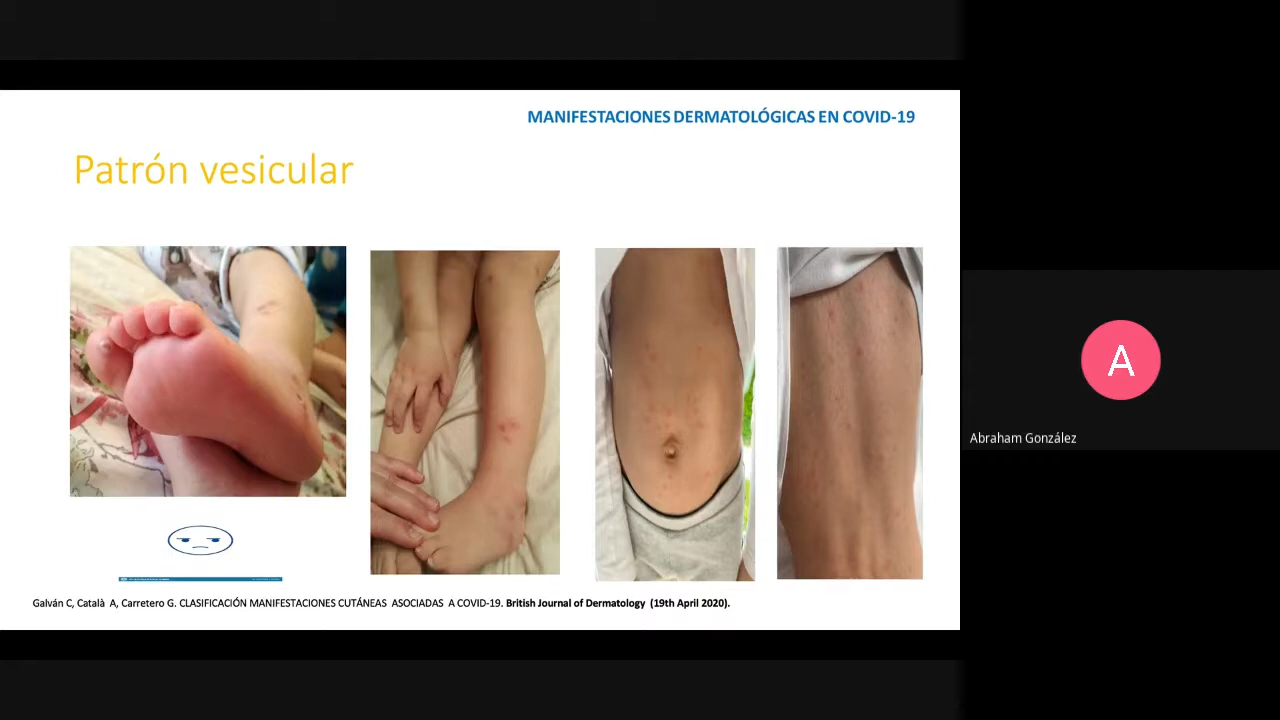 MANIFESTACIONES DERMATOLÓGICAS EN COVID-19
Patrón vesicular
A
Abraham González
Galván C, Català A, Carretero G. CLASIFICACIÓN MANIFESTACIONES CUTÁNEAS ASOCIADAS A COVID-19. British Journal of Dermatology (19th April 2020).